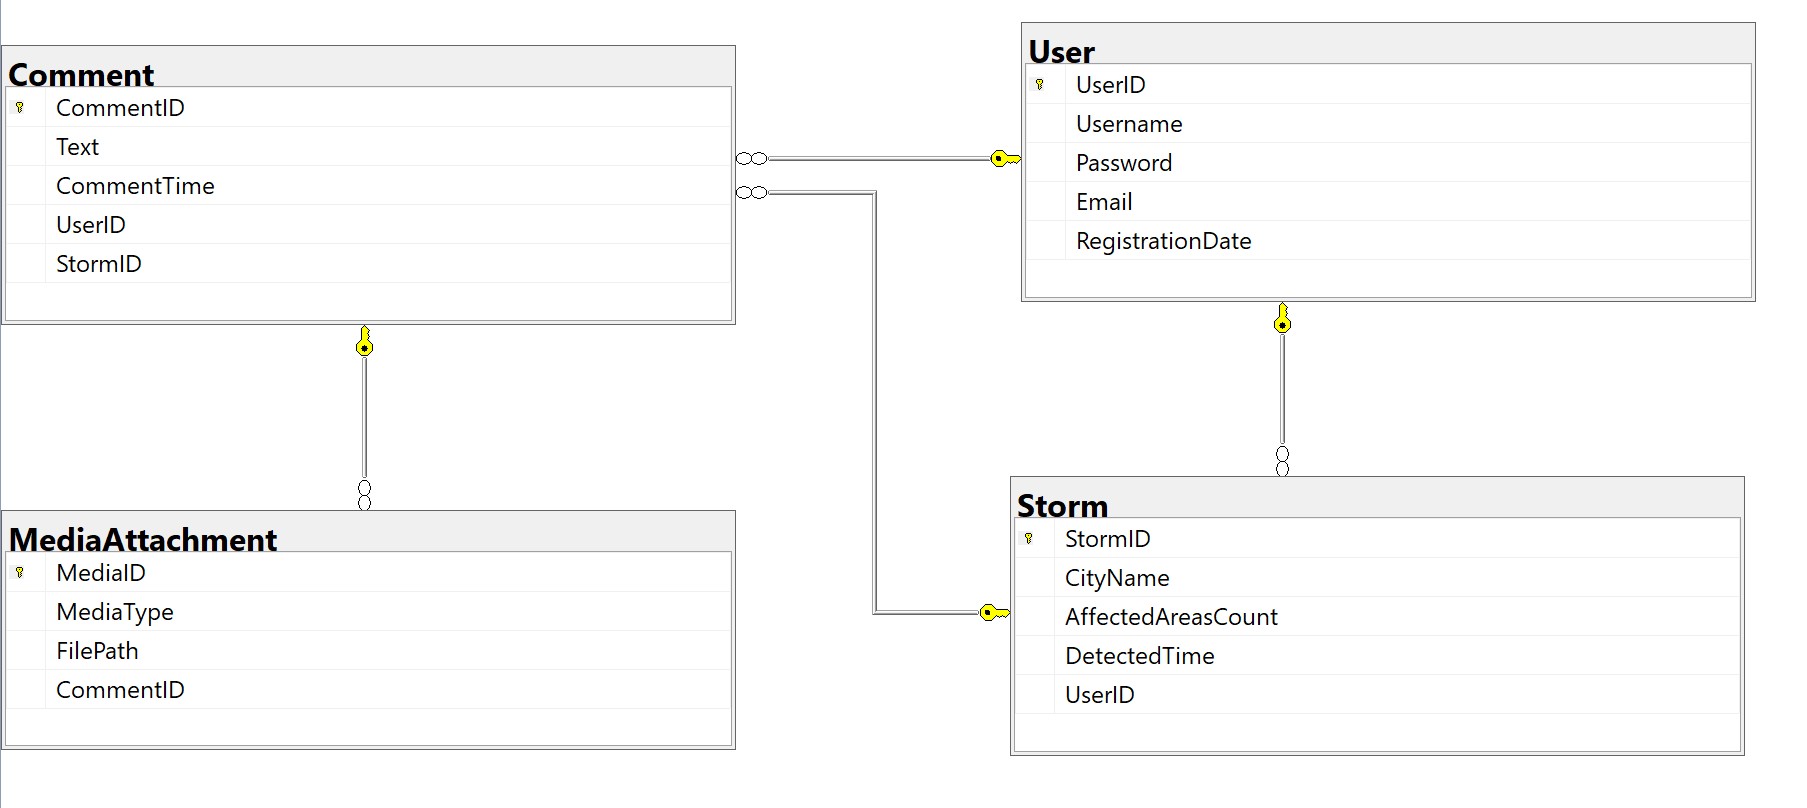 Comment
CommentID
Text
CommentTime
UserID
StormID
User
UserID
Username
Password
Email
RegistrationDate
MediaAttachment
MediaID
MediaType
FilePath
CommentID
Storm
StormID
CityName
AffectedAreasCount
DetectedTime
UserID